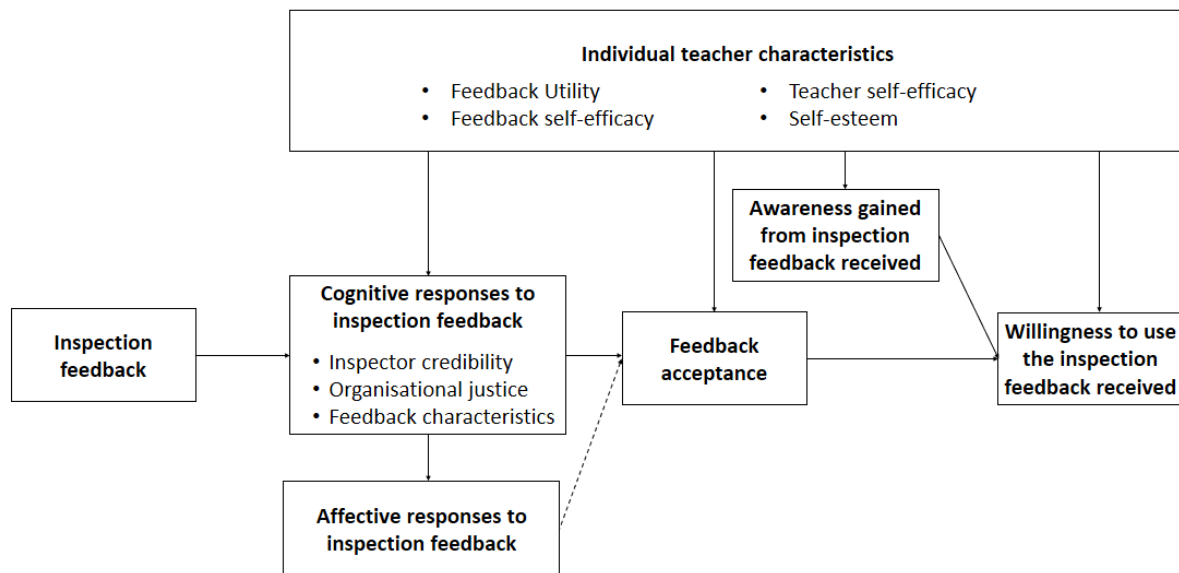 Individual teacher characteristics
• Feedback Utility
• Feedback self-efficacy
• Teacher self-efficacy
• Self-esteem
Awareness gained
from inspection
feedback received
Inspection
feedback
Cognitive responses to
inspection feedback
• Inspector credibility
• Organisational justice
• Feedback characteristics
Feedback
acceptance
Willingness to use
the inspection
feedback received
Affective responses to
inspection feedback